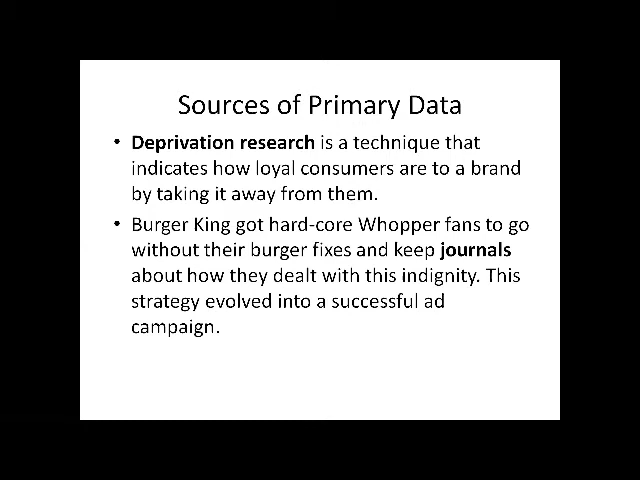 Sources of Primary Data
• Deprivation research is a technique that
indicates how loyal consumers are to a brand
by taking it away from them.
• Burger King got hard-core Whopper fans to go
without their burger fixes and keep journals
about how they dealt with this indignity. This
strategy evolved into a successful ad
campaign.